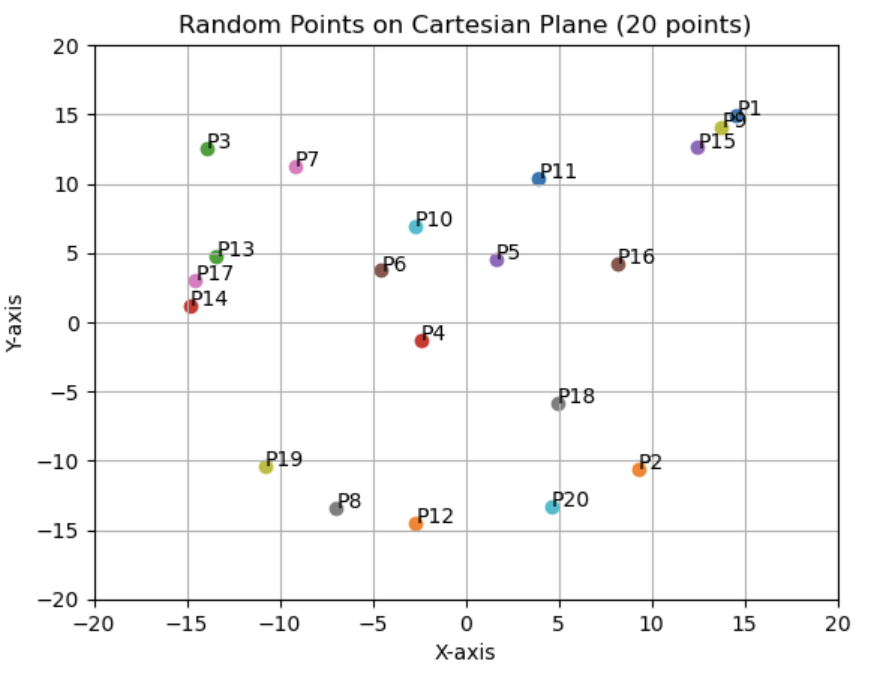 Random Points on Cartesian Plane (20 points)
20
15
10
5
0
−5
−10
−15
−20
Y-axis
P1
P9
P15
P3
P7
P11
P10
P13
P5
P16
P6
P17
P14
P4
P18
P19
P2
P8
P20
P12
−20
−15
−10
−5
0
5
10
15
20
X-axis